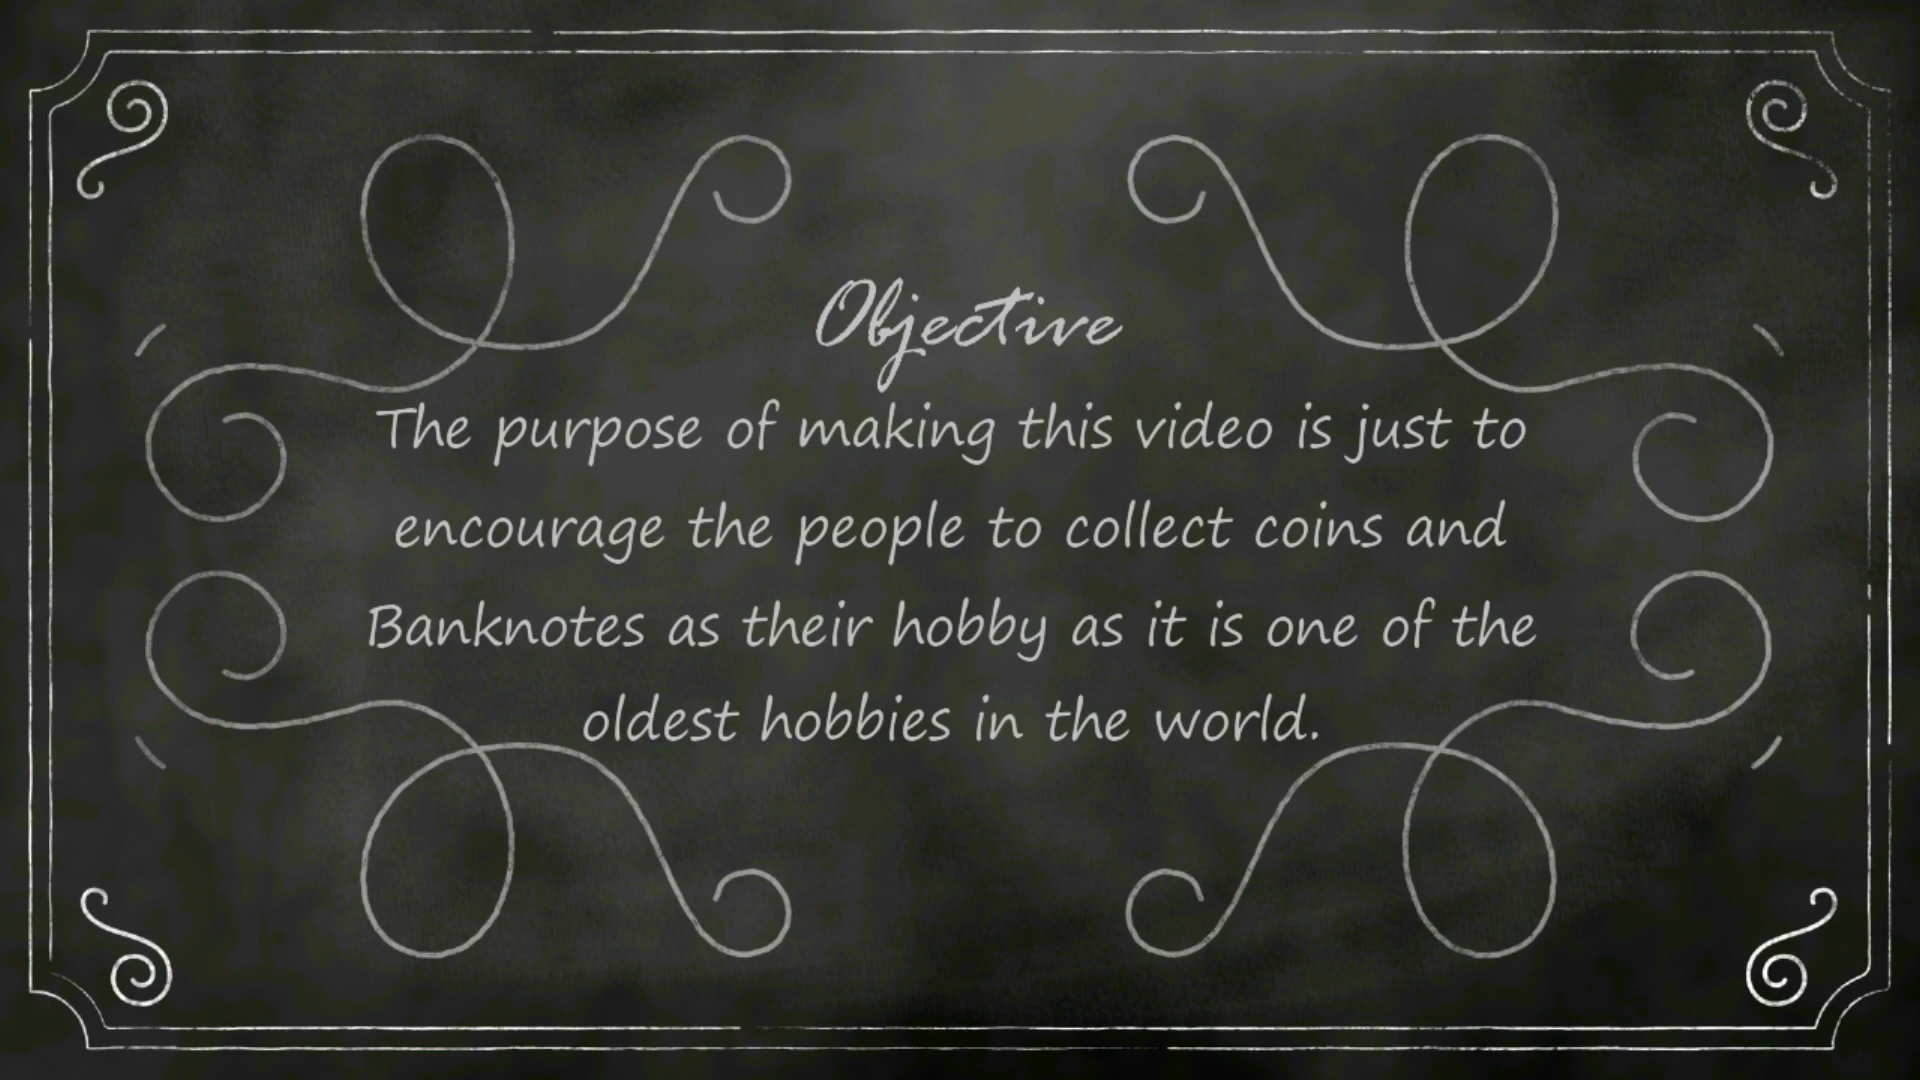 Objective
The purpose of making this video is just to
encourage the people to collect coins and
Banknotes as their hobby as it is one of the
oldest hobbies in the world.